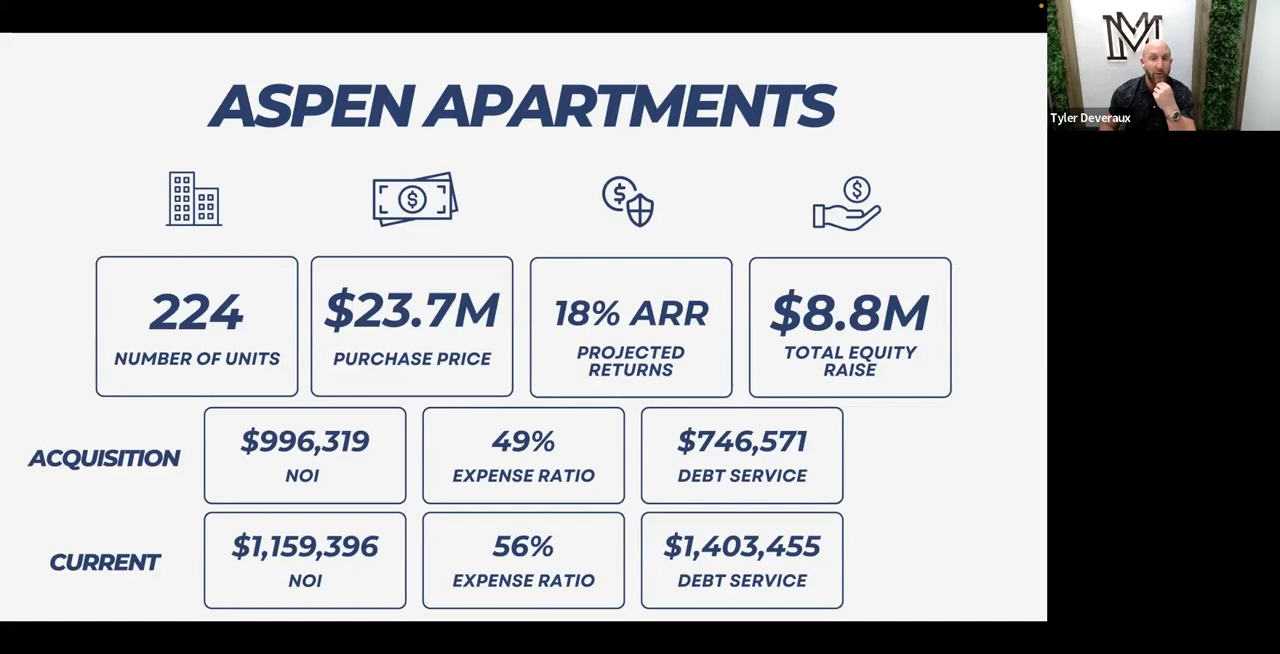 ASPEN APARTMENTS
224
NUMBER OF UNITS
$23.7M
PURCHASE PRICE
18% ARR
PROJECTED
RETURNS
$8.8M
TOTAL EQUITY
RAISE
ACQUISITION
$996,319
NOI
49%
EXPENSE RATIO
$746,571
DEBT SERVICE
CURRENT
$1,159,396
NOI
56%
EXPENSE RATIO
$1,403,455
DEBT SERVICE
Tyler Deveraux